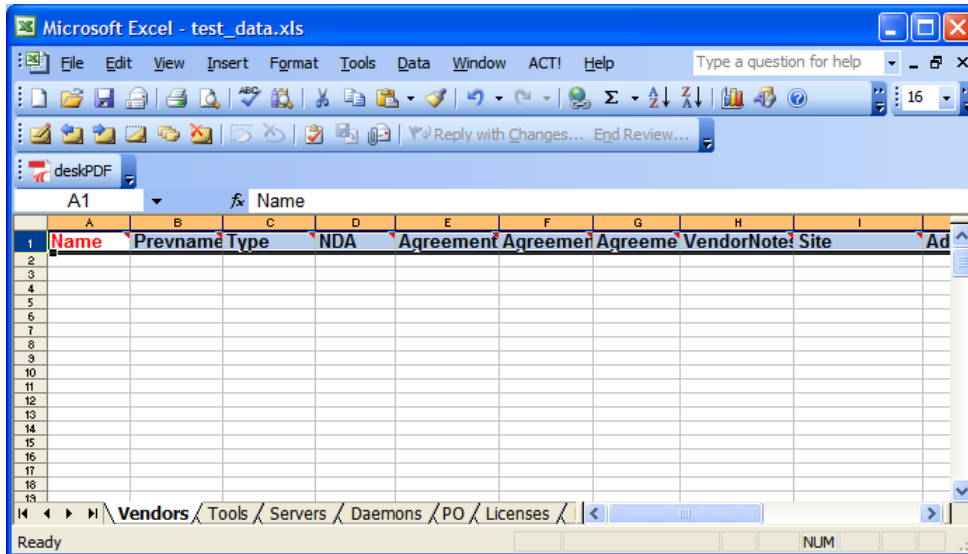 Microsoft Excel - test_data.xls
File Edit View Insert Format Tools Data Window ACT! Help Type a question for help
ABC Σ A Z Z A 16
Reply with Changes... End Review...
deskPDF
A1 fx Name
A B C D E F G H I
1 Name Prevname Type NDA Agreement Agreemen Agreeme VendorNotes Site Ad
2
3
4
5
6
7
8
9
10
11
12
13
14
15
16
17
18
19
Vendors Tools Servers Daemons PO Licenses
Ready NUM